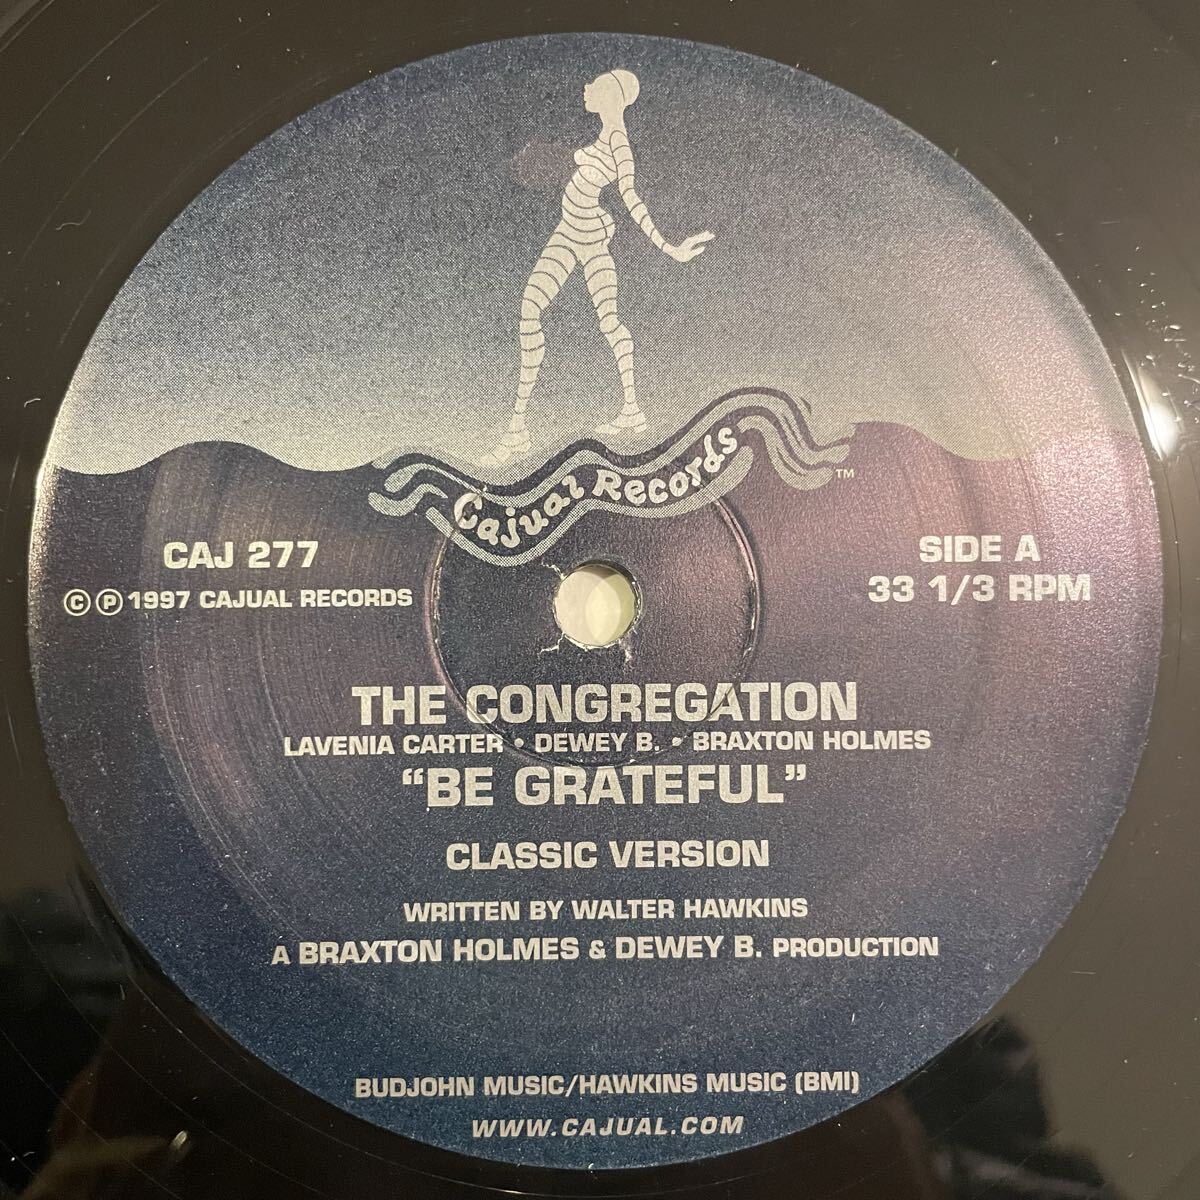 Cajual Records ™
CAJ 277
Ⓒ Ⓟ 1997 CAJUAL RECORDS
SIDE A
33 1/3 RPM
THE CONGREGATION
LAVENIA CARTER • DEWEY B. • BRAXTON HOLMES
“BE GRATEFUL”
CLASSIC VERSION
WRITTEN BY WALTER HAWKINS
A BRAXTON HOLMES & DEWEY B. PRODUCTION
BUDJOHN MUSIC/HAWKINS MUSIC (BMI)
WWW.CAJUAL.COM